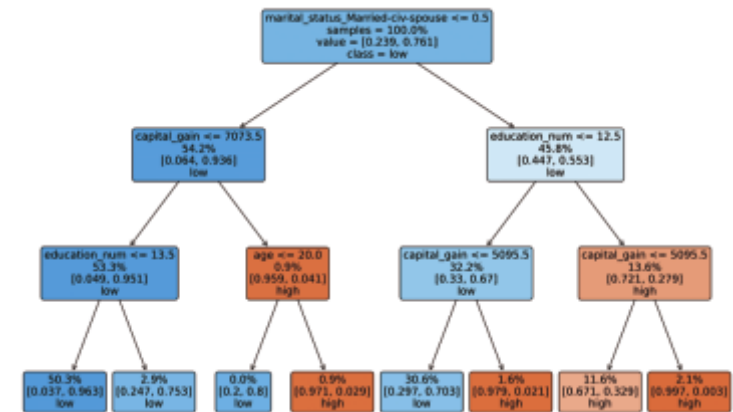 marital_status_Married-civ-spouse <= 0.5
samples = 100.0%
value = [0.239, 0.761]
class = low
capital_gain <= 7073.5
54.2%
[0.064, 0.936]
low
education_num <= 12.5
45.8%
[0.447, 0.553]
low
education_num <= 13.5
53.3%
[0.049, 0.951]
low
age <= 20.0
0.9%
[0.959, 0.041]
high
capital_gain <= 5095.5
32.2%
[0.33, 0.67]
low
capital_gain <= 5095.5
13.6%
[0.721, 0.279]
high
50.3%
[0.037, 0.963]
low
2.9%
[0.247, 0.753]
low
0.0%
[0.2, 0.8]
low
0.9%
[0.971, 0.029]
high
30.6%
[0.297, 0.703]
low
1.6%
[0.979, 0.021]
high
11.6%
[0.671, 0.329]
high
2.1%
[0.997, 0.003]
high